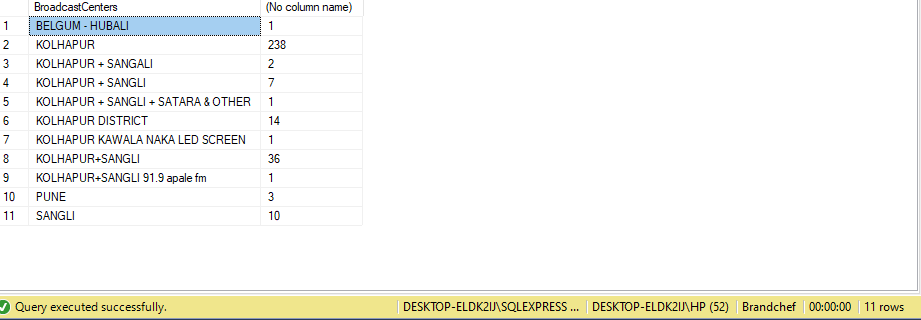 BroadcastCenters (No column name)
1 BELGUM - HUBALI 1
2 KOLHAPUR 238
3 KOLHAPUR + SANGALI 2
4 KOLHAPUR + SANGLI 7
5 KOLHAPUR + SANGLI + SATARA & OTHER 1
6 KOLHAPUR DISTRICT 14
7 KOLHAPUR KAWALA NAKA LED SCREEN 1
8 KOLHAPUR+SANGLI 36
9 KOLHAPUR+SANGLI 91.9 apale fm 1
10 PUNE 3
11 SANGLI 10
Query executed successfully. DESKTOP-ELDK2IJ\SQLEXPRESS ... DESKTOP-ELDK2IJ\HP (52) Brandchef 00:00:00 11 rows